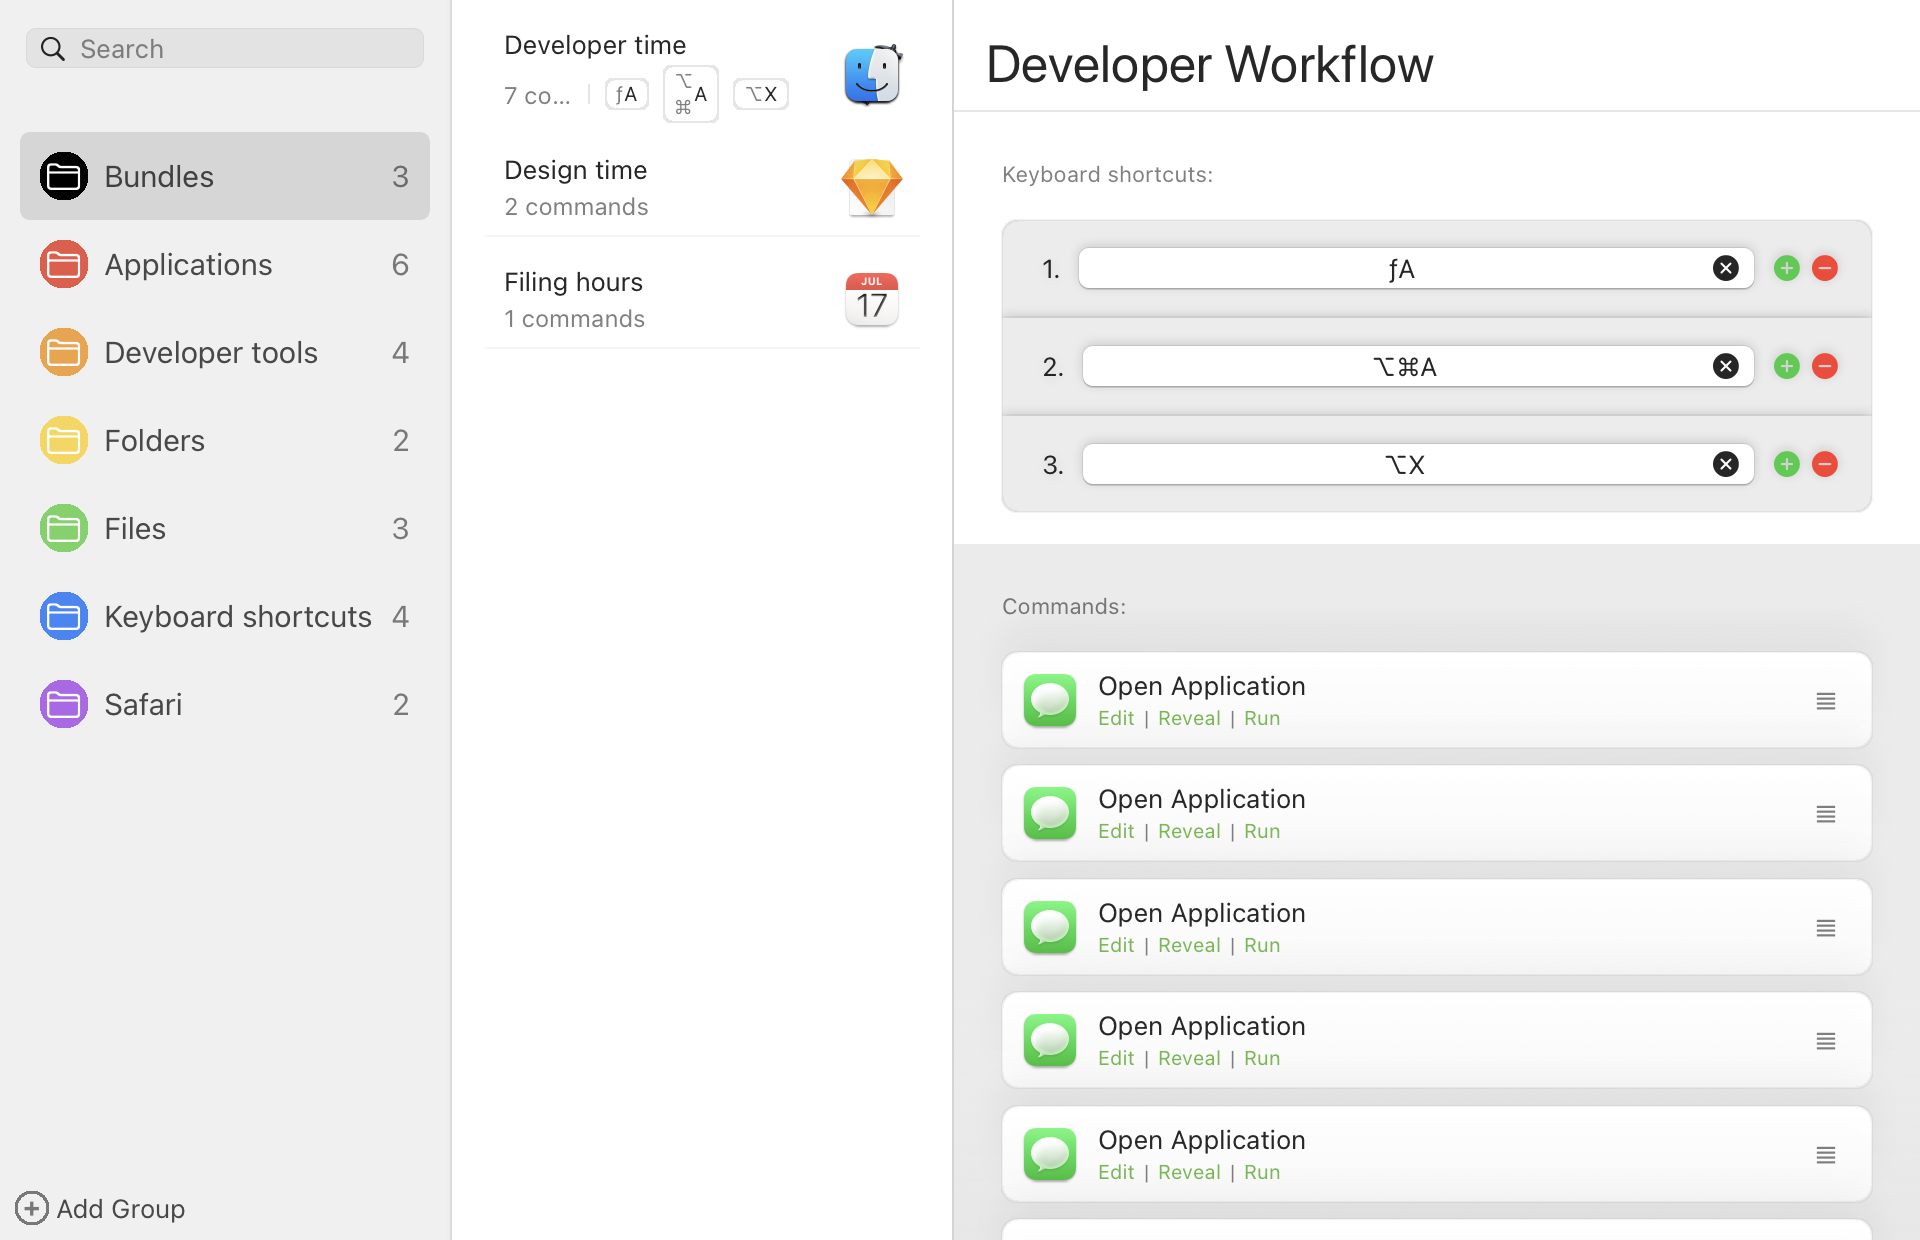 Search
Bundles 3
Applications 6
Developer tools 4
Folders 2
Files 3
Keyboard shortcuts 4
Safari 2
Add Group
Developer time
7 co... ƒA ⌥⌘A ⌥X
Design time
2 commands
Filing hours
1 commands
JUL
17
Developer Workflow
Keyboard shortcuts:
1. ƒA
2. ⌥⌘A
3. ⌥X
Commands:
Open Application
Edit | Reveal | Run
Open Application
Edit | Reveal | Run
Open Application
Edit | Reveal | Run
Open Application
Edit | Reveal | Run
Open Application
Edit | Reveal | Run